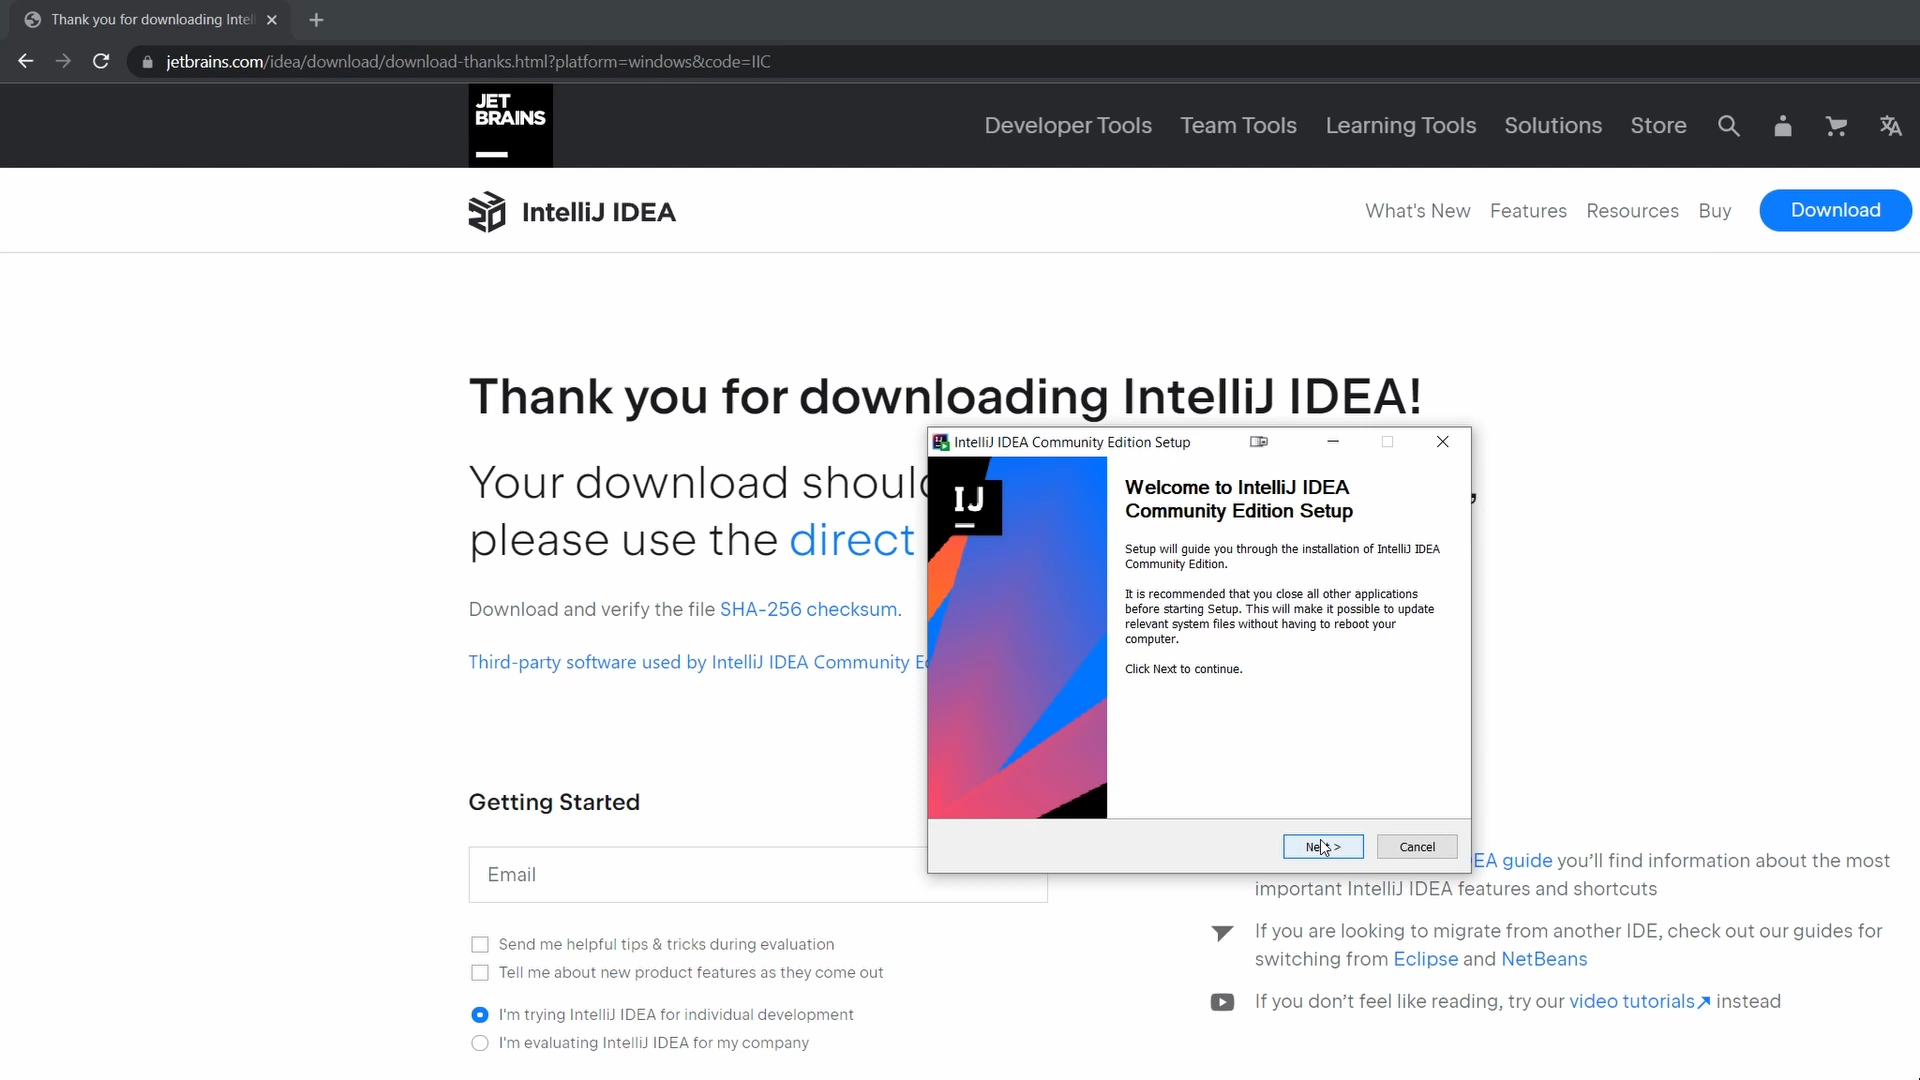 Thank you for downloading Intel
jetbrains.com/idea/download/download-thanks.html?platform=windows&code=IIC
JET
BRAINS
Developer Tools
Team Tools
Learning Tools
Solutions
Store
IntelliJ IDEA
What's New
Features
Resources
Buy
Download
Thank you for downloading IntelliJ IDEA!
Your download should
please use the direct
Download and verify the file SHA-256 checksum.
Third-party software used by IntelliJ IDEA Community
IntelliJ IDEA Community Edition Setup
IJ
Welcome to IntelliJ IDEA
Community Edition Setup
Setup will guide you through the installation of IntelliJ IDEA
Community Edition.
It is recommended that you close all other applications
before starting Setup. This will make it possible to update
relevant system files without having to reboot your
computer.
Click Next to continue.
Next >
Cancel
Getting Started
Email
Send me helpful tips & tricks during evaluation
Tell me about new product features as they come out
I'm trying IntelliJ IDEA for individual development
I'm evaluating IntelliJ IDEA for my company
EA guide you'll find information about the most
important IntelliJ IDEA features and shortcuts
If you are looking to migrate from another IDE, check out our guides for
switching from Eclipse and NetBeans
If you don't feel like reading, try our video tutorials↗ instead